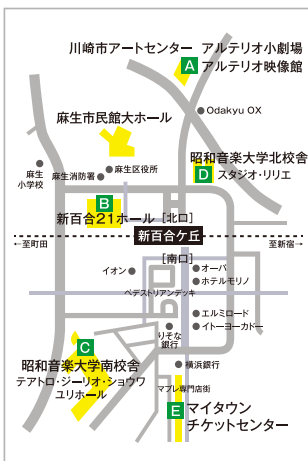 川崎市アートセンター アルテリオ小劇場
A アルテリオ映像館
Odakyu OX
麻生市民館大ホール
昭和音楽大学北校舎
D スタジオ・リリエ
麻生
小学校
麻生消防署
麻生区役所
B
新百合21ホール
[北口]
←至町田
新百合ケ丘
至新宿→
[南口]
イオン
オーパ
ホテルモリノ
ペデストリアンデッキ
エルミロード
イトーヨーカドー
りそな
銀行
C
昭和音楽大学南校舎
テアトロ・ジーリオ・ショウワ
ユリホール
横浜銀行
マプレ専門店街
E マイタウン
チケットセンター